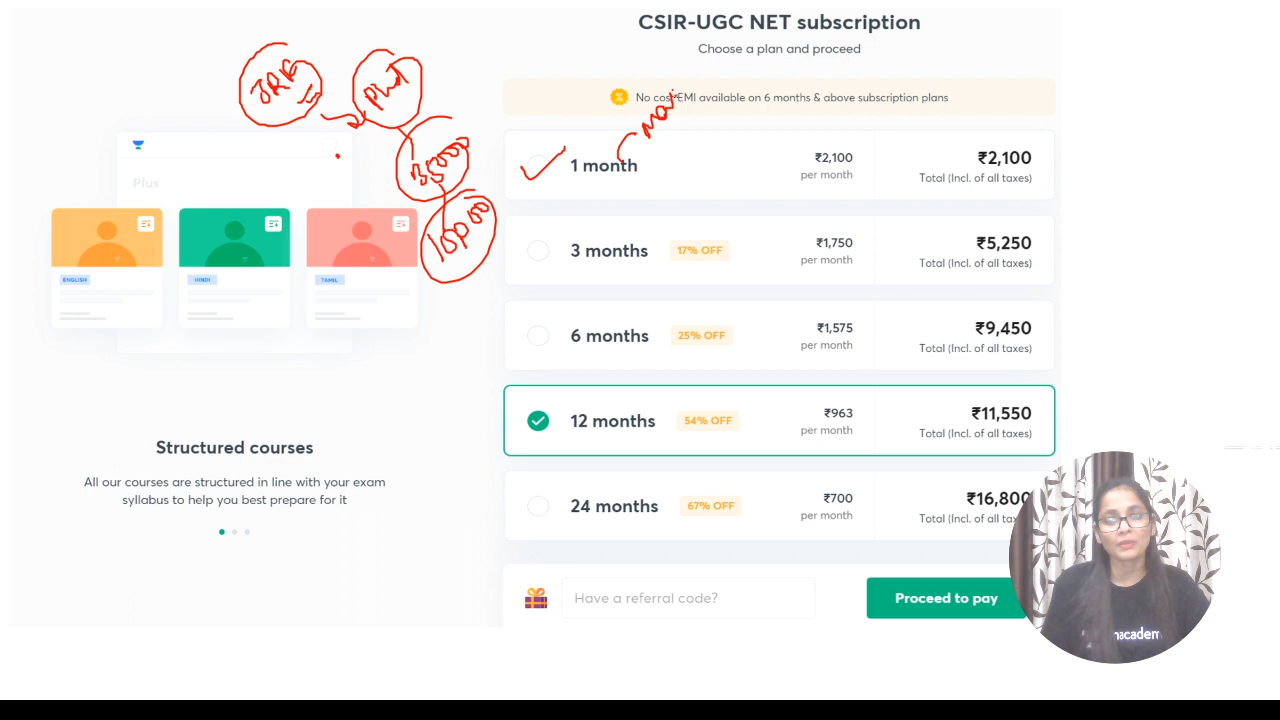 CSIR-UGC NET subscription
Choose a plan and proceed
No cost EMI available on 6 months & above subscription plans
JRF
PhD
1 month
₹2,100
per month
₹2,100
Total (Incl. of all taxes)
Plus
3 months
17% OFF
₹1,750
per month
₹5,250
Total (Incl. of all taxes)
ENGLISH
HINDI
TAMIL
6 months
25% OFF
₹1,575
per month
₹9,450
Total (Incl. of all taxes)
12 months
54% OFF
₹963
per month
₹11,550
Total (Incl. of all taxes)
Structured courses
All our courses are structured in line with your exam
syllabus to help you best prepare for it
24 months
67% OFF
₹700
per month
₹16,800
Total (Incl. of all
Have a referral code?
Proceed to pay